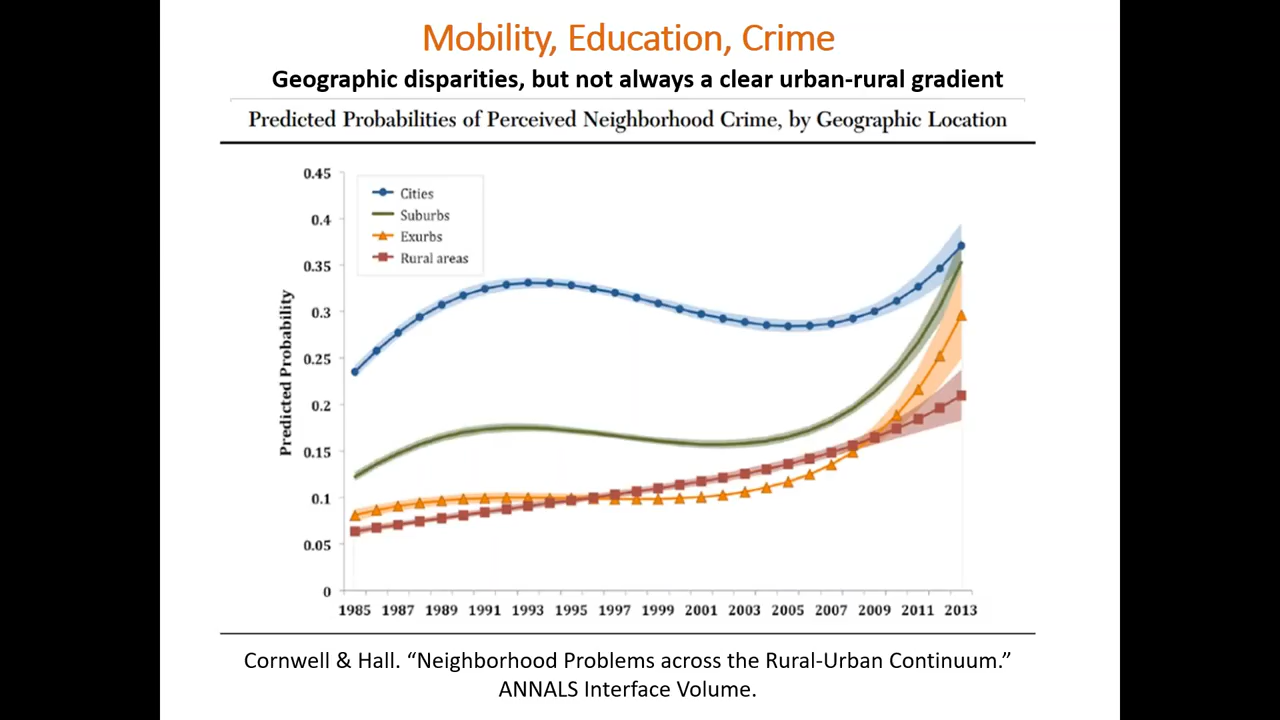 Mobility, Education, Crime
Geographic disparities, but not always a clear urban-rural gradient
Predicted Probabilities of Perceived Neighborhood Crime, by Geographic Location
0.45
0.4
0.35
0.3
0.25
0.2
0.15
0.1
0.05
0
Predicted Probability
Cities
Suburbs
Exurbs
Rural areas
1985 1987 1989 1991 1993 1995 1997 1999 2001 2003 2005 2007 2009 2011 2013
Cornwell & Hall. “Neighborhood Problems across the Rural-Urban Continuum.”
ANNALS Interface Volume.